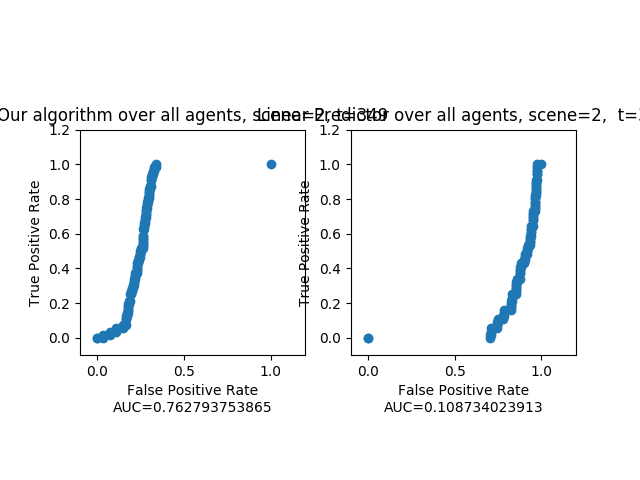 Our algorithm over all agents, scene=2, t=349
Linear Predictor over all agents, scene=2,  t=
1.2
1.0
0.8
0.6
0.4
0.2
0.0
True Positive Rate
0.0 0.5 1.0
False Positive Rate
AUC=0.762793753865
1.2
1.0
0.8
0.6
0.4
0.2
0.0
True Positive Rate
0.0 0.5 1.0
False Positive Rate
AUC=0.108734023913